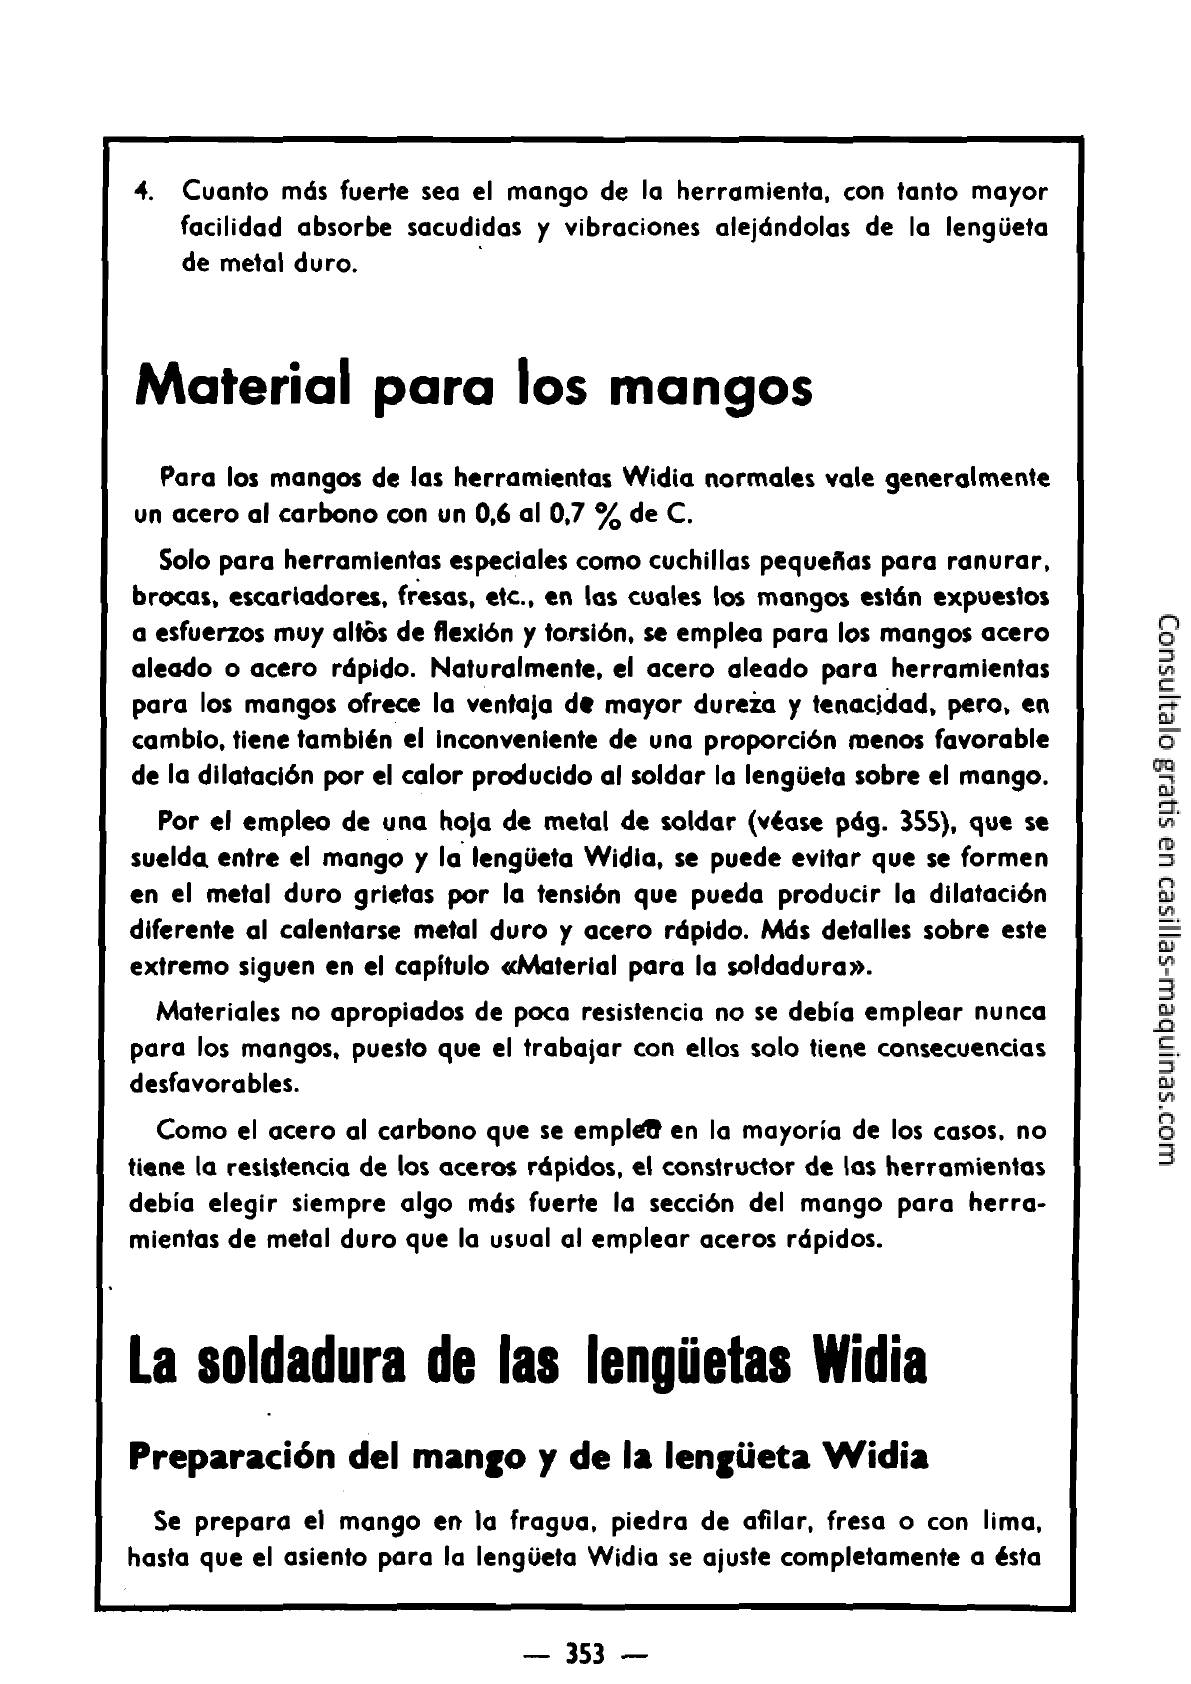 4. Cuanto más fuerte sea el mango de la herramienta, con tanto mayor
facilidad absorbe sacudidas y vibraciones alejándolas de la lengüeta
de metal duro.
Material para los mangos
Para los mangos de las herramientas Widia normales vale generalmente
un acero al carbono con un 0,6 al 0,7 % de C.
Solo para herramientas especiales como cuchillas pequeñas para ranurar,
brocas, escariadores, fresas, etc., en las cuales los mangos están expuestos
a esfuerzos muy altos de flexión y torsión, se emplea para los mangos acero
aleado o acero rápido. Naturalmente, el acero aleado para herramientas
para los mangos ofrece la ventaja de mayor dureza y tenacidad, pero, en
cambio, tiene también el inconveniente de una proporción menos favorable
de la dilatación por el calor producido al soldar la lengüeta sobre el mango.
Por el empleo de una hoja de metal de soldar (véase pág. 355), que se
suelda entre el mango y la lengüeta Widia, se puede evitar que se formen
en el metal duro grietas por la tensión que pueda producir la dilatación
diferente al calentarse metal duro y acero rápido. Más detalles sobre este
extremo siguen en el capítulo «Material para la soldadura».
Materiales no apropiados de poca resistencia no se debía emplear nunca
para los mangos, puesto que el trabajar con ellos solo tiene consecuencias
desfavorables.
Como el acero al carbono que se emplea en la mayoría de los casos, no
tiene la resistencia de los aceros rápidos, el constructor de las herramientas
debía elegir siempre algo más fuerte la sección del mango para herra-
mientas de metal duro que la usual al emplear aceros rápidos.
La soldadura de las lengüetas Widia
Preparación del mango y de la lengüeta Widia
Se prepara el mango en la fragua, piedra de afilar, fresa o con lima,
hasta que el asiento para la lengüeta Widia se ajuste completamente a ésta
— 353 —
Consultalo gratis en casillas-maquinas.com